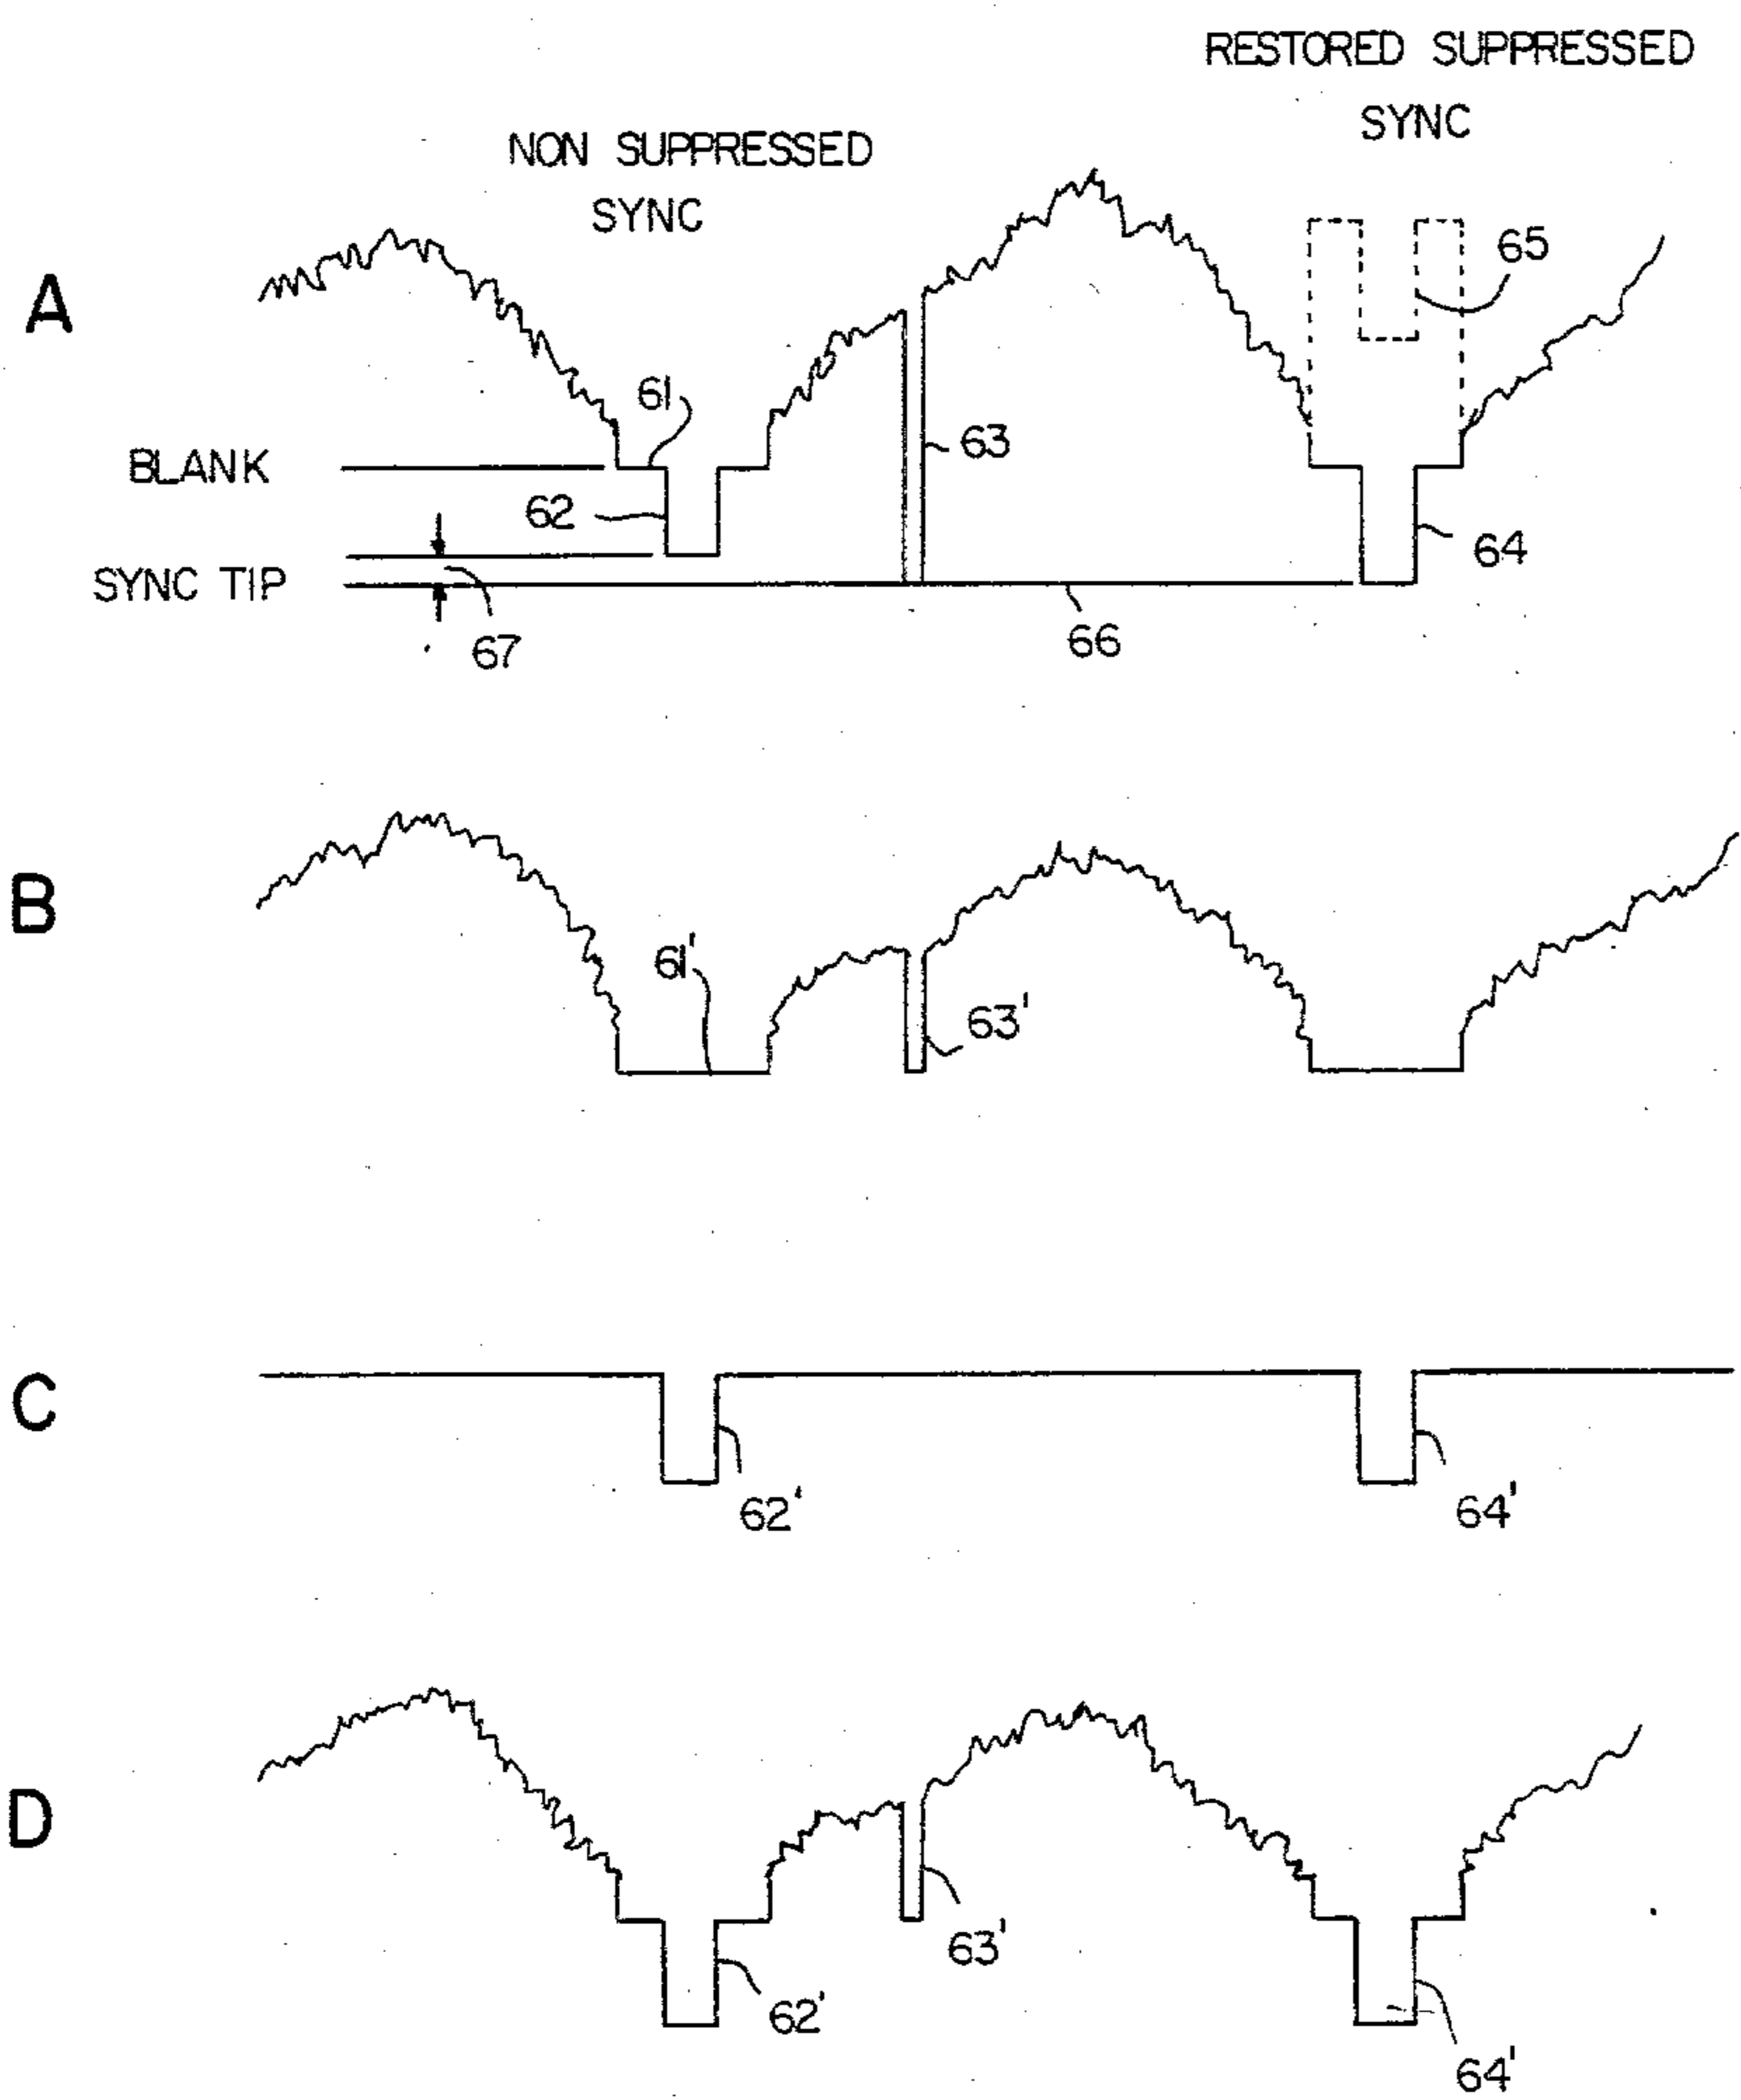 RESTORED SUPPRESSED
SYNC
NON SUPPRESSED
SYNC
A
65
61
BLANK
63
62
64
SYNC TIP
67
66
B
61'
63'
C
62'
64'
D
63'
62'
64'